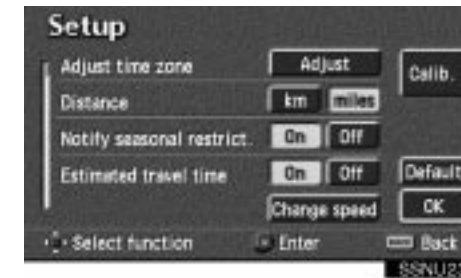 Setup
Adjust time zone Adjust Calib.
Distance km miles
Notify seasonal restrict. On Off
Estimated travel time On Off Default
Change speed OK
Select function Enter Back